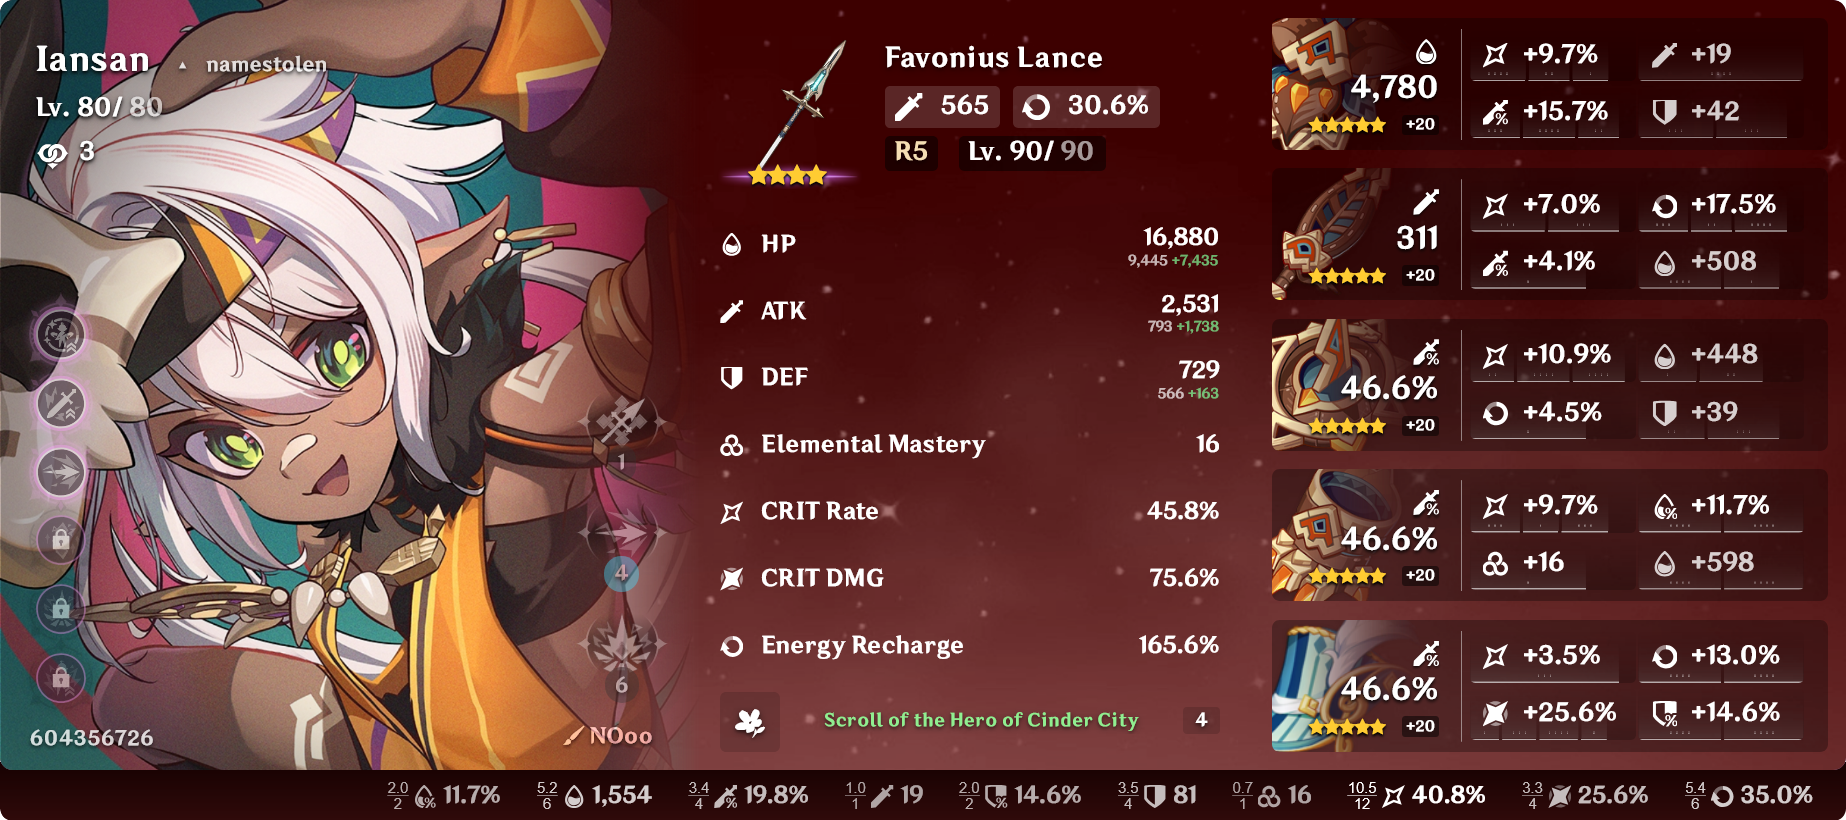 Iansan ▲ namestolen
Lv. 80/ 80
3
1
4
6
604356726
NOoo
Favonius Lance
565 30.6%
R5 Lv. 90/ 90
HP 16,880
9,445 +7,435
ATK 2,531
793 +1,738
DEF 729
566 +163
Elemental Mastery 16
CRIT Rate 45.8%
CRIT DMG 75.6%
Energy Recharge 165.6%
Scroll of the Hero of Cinder City 4
4,780
+20
+9.7% +19
+15.7% +42
311
+20
+7.0% +17.5%
+4.1% +508
46.6%
+20
+10.9% +448
+4.5% +39
46.6%
+20
+9.7% +11.7%
+16 +598
46.6%
+20
+3.5% +13.0%
+25.6% +14.6%
2.0/2 11.7% 5.2/6 1,554 3.4/4 19.8% 1.0/1 19 2.0/2 14.6% 3.5/4 81 0.7/1 16 10.5/12 40.8% 3.3/4 25.6% 5.4/6 35.0%